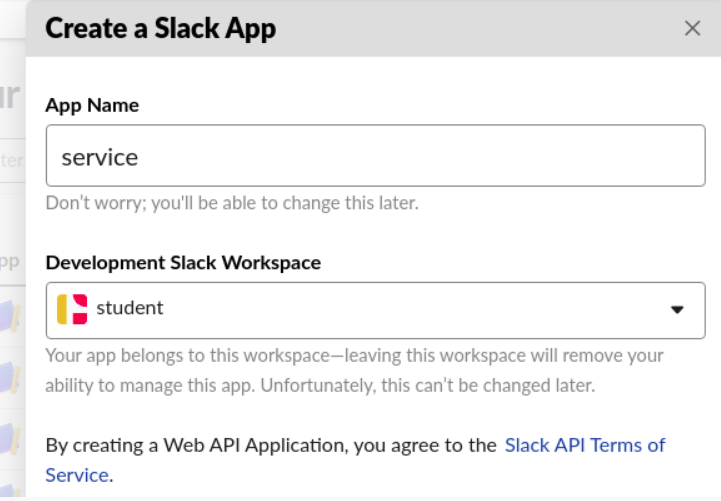 Create a Slack App
App Name
service
Don't worry; you'll be able to change this later.
Development Slack Workspace
student
Your app belongs to this workspace—leaving this workspace will remove your
ability to manage this app. Unfortunately, this can't be changed later.
By creating a Web API Application, you agree to the Slack API Terms of
Service.